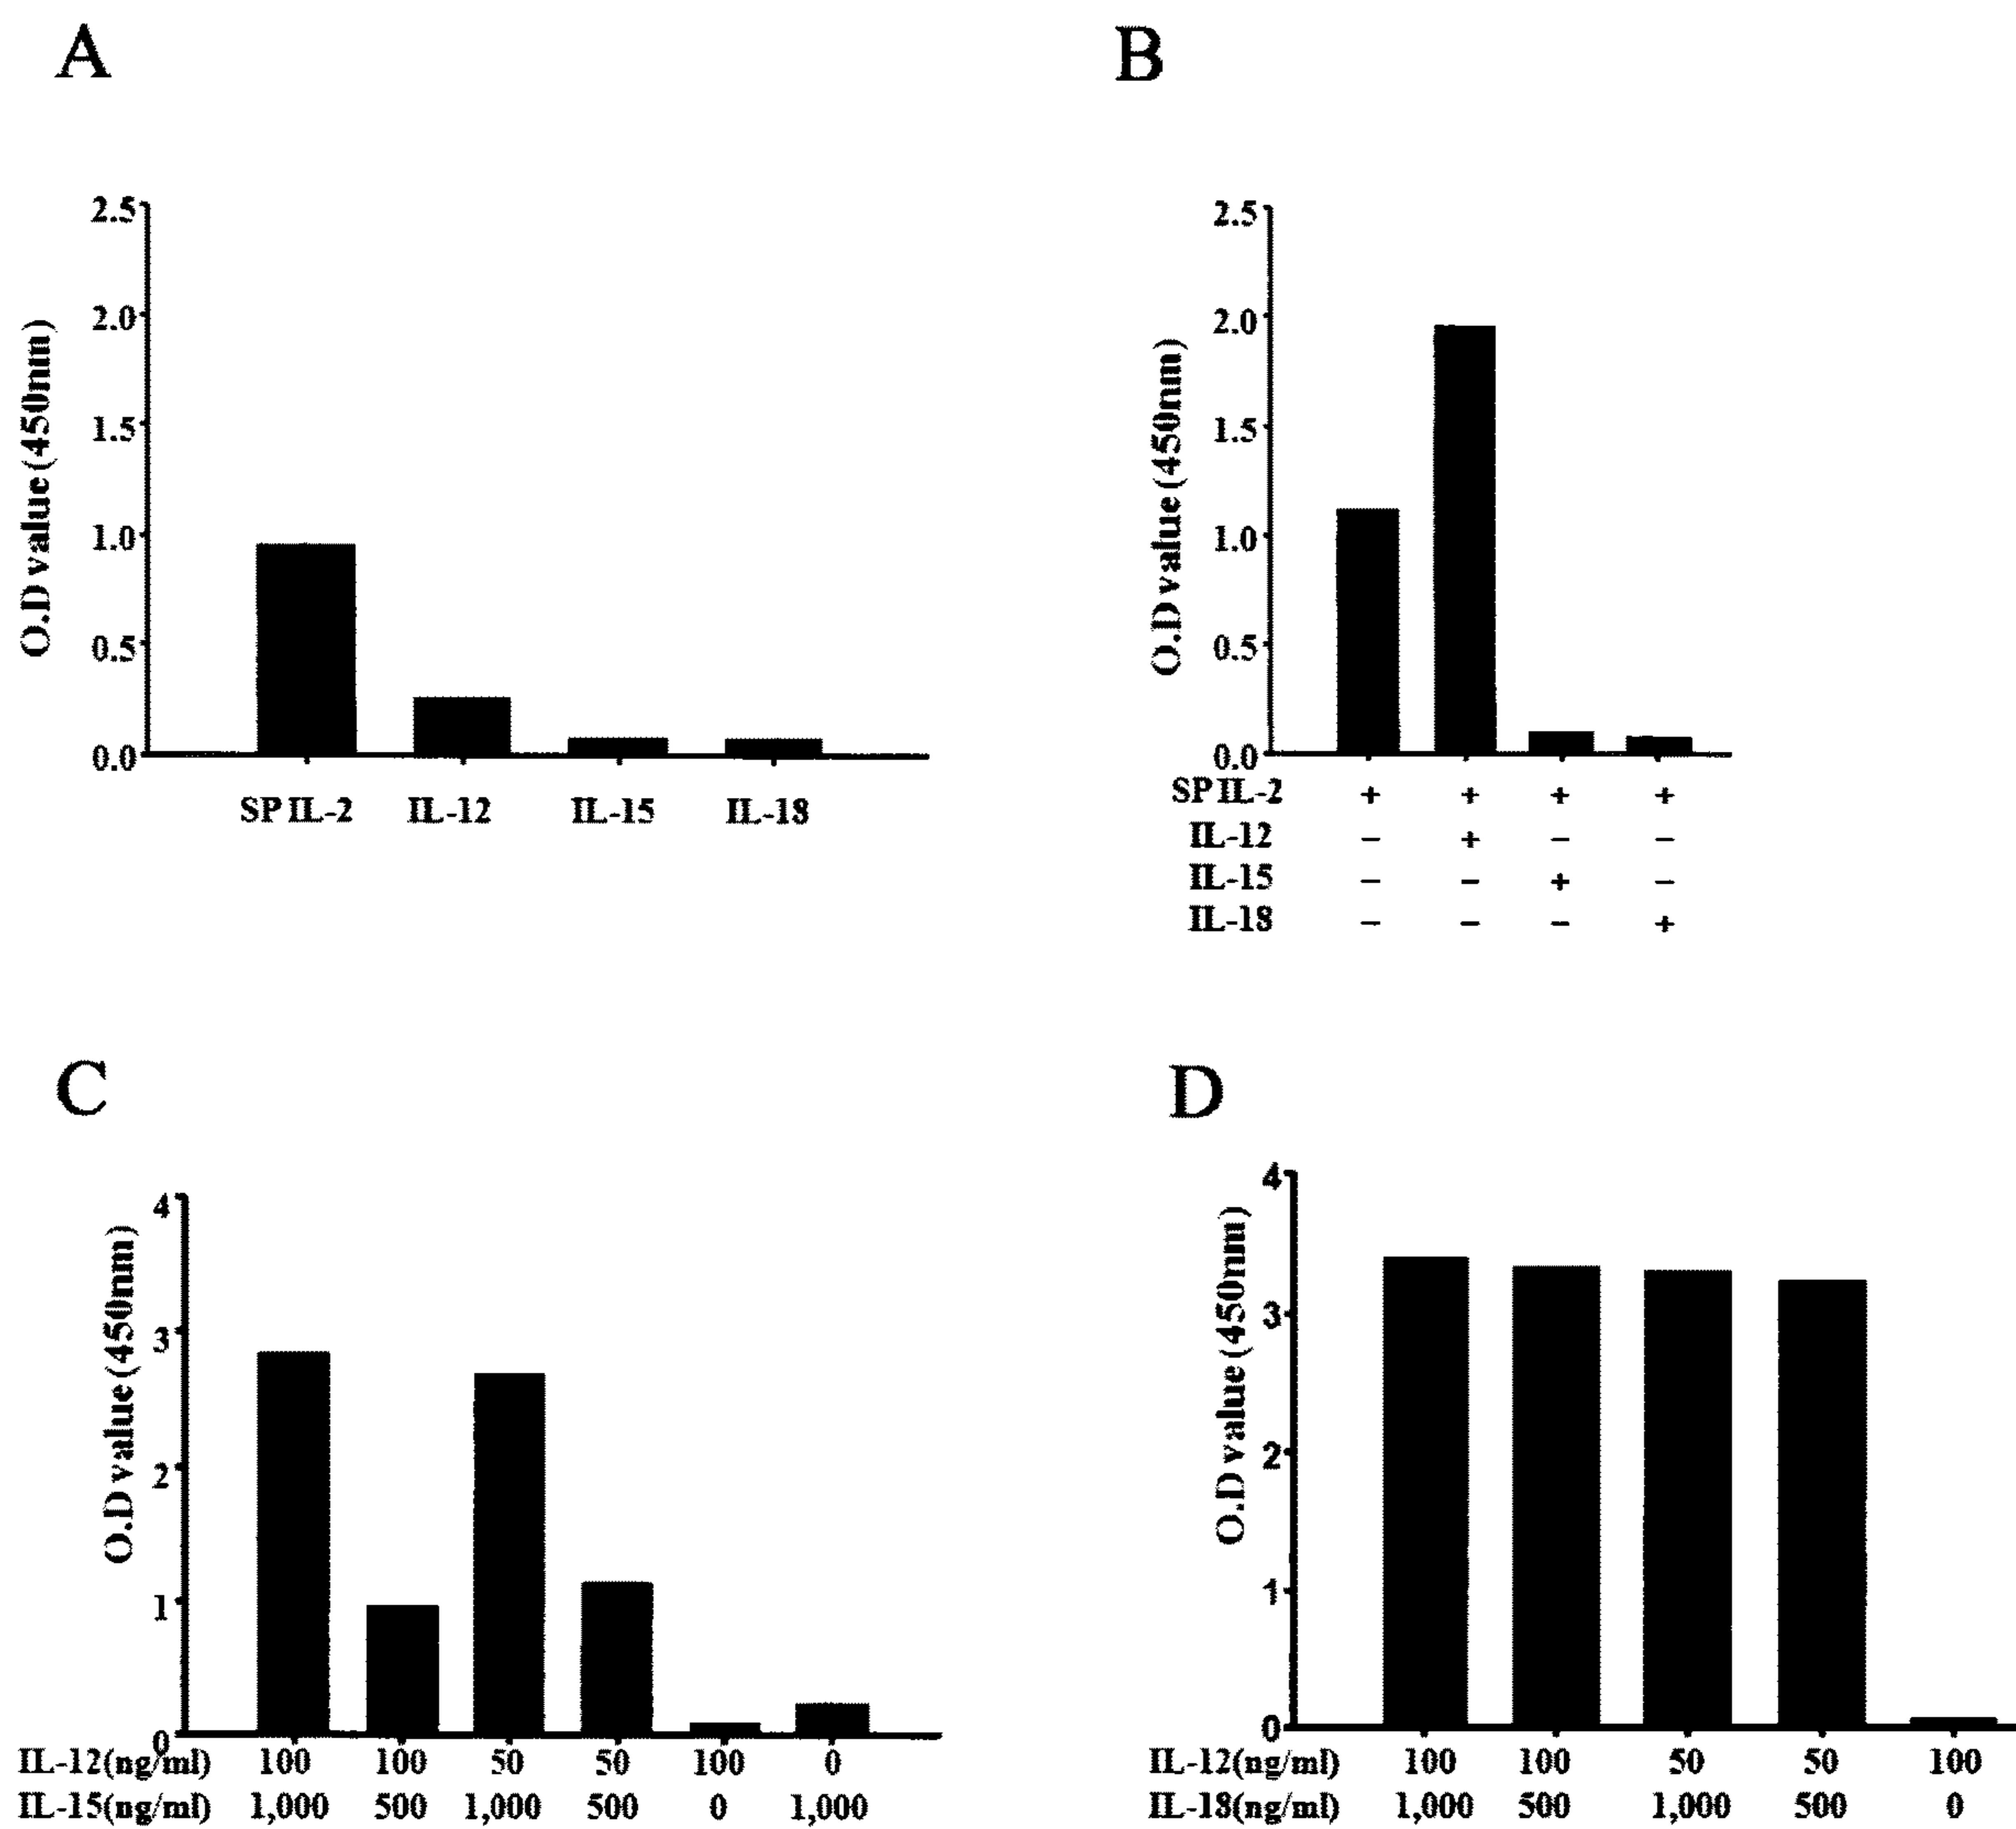 A
O.D value (450nm)
2.5
2.0
1.5
1.0
0.5
0.0
SP IL-2 IL-12 IL-15 IL-18
B
O.D value (450nm)
2.5
2.0
1.5
1.0
0.5
0.0
SP IL-2 + + + +
IL-12 – + – –
IL-15 – – + –
IL-18 – – – +
C
O.D value (450nm)
4
3
2
1
0
IL-12(ng/ml) 100 100 50 50 100 0
IL-15(ng/ml) 1,000 500 1,000 500 0 1,000
D
O.D value (450nm)
4
3
2
1
0
IL-12(ng/ml) 100 100 50 50 100
IL-18(ng/ml) 1,000 500 1,000 500 0